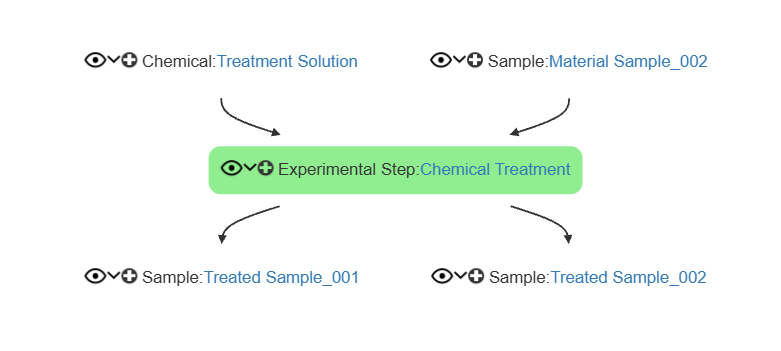 Chemical:Treatment Solution
Sample:Material Sample_002
Experimental Step:Chemical Treatment
Sample:Treated Sample_001
Sample:Treated Sample_002